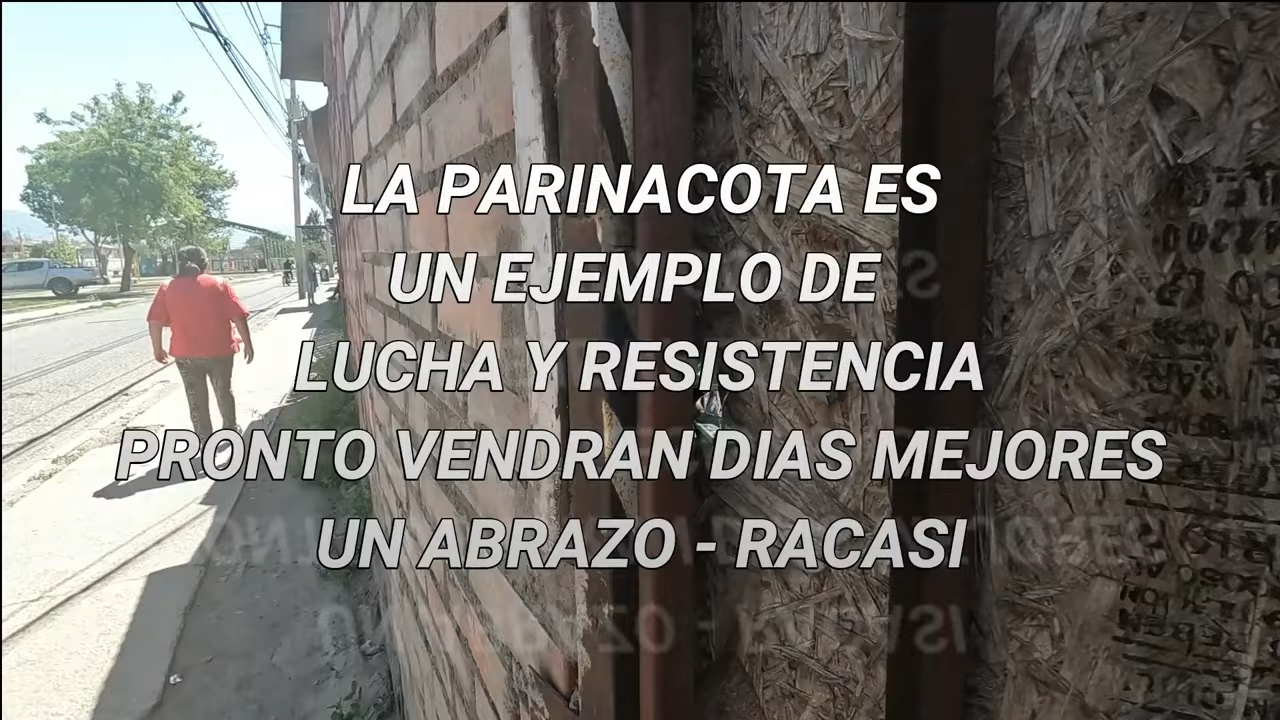 LA PARINACOTA ES
UN EJEMPLO DE
LUCHA Y RESISTENCIA
PRONTO VENDRAN DIAS MEJORES
UN ABRAZO - RACASI